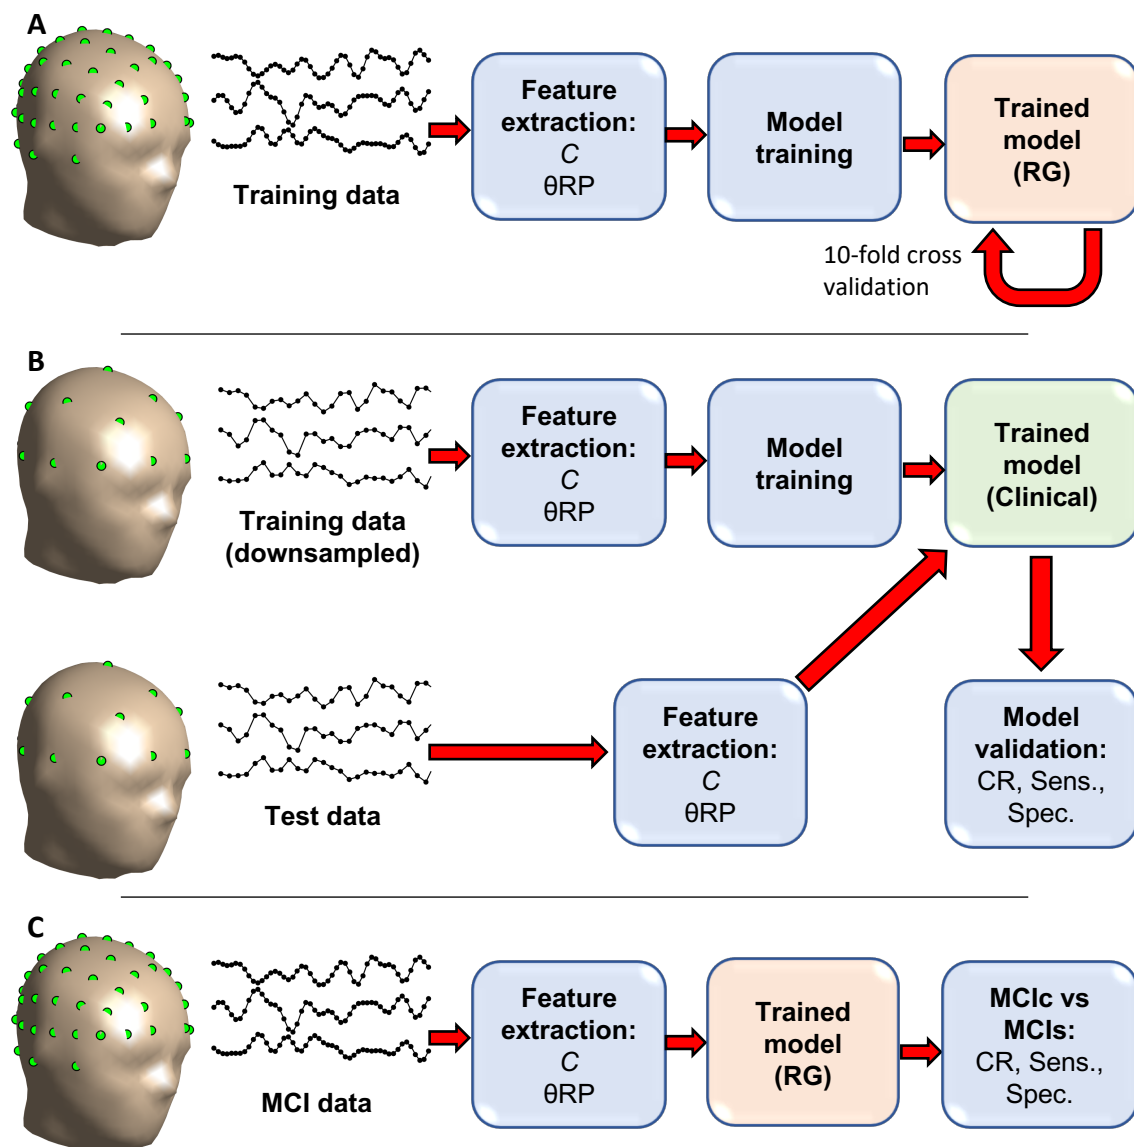 A
Training data
Feature
extraction:
C
θRP
Model
training
Trained
model
(RG)
10-fold cross
validation
B
Training data
(downsampled)
Feature
extraction:
C
θRP
Model
training
Trained
model
(Clinical)
Test data
Feature
extraction:
C
θRP
Model
validation:
CR, Sens.,
Spec.
C
MCI data
Feature
extraction:
C
θRP
Trained
model
(RG)
MCIc vs
MCIs:
CR, Sens.,
Spec.